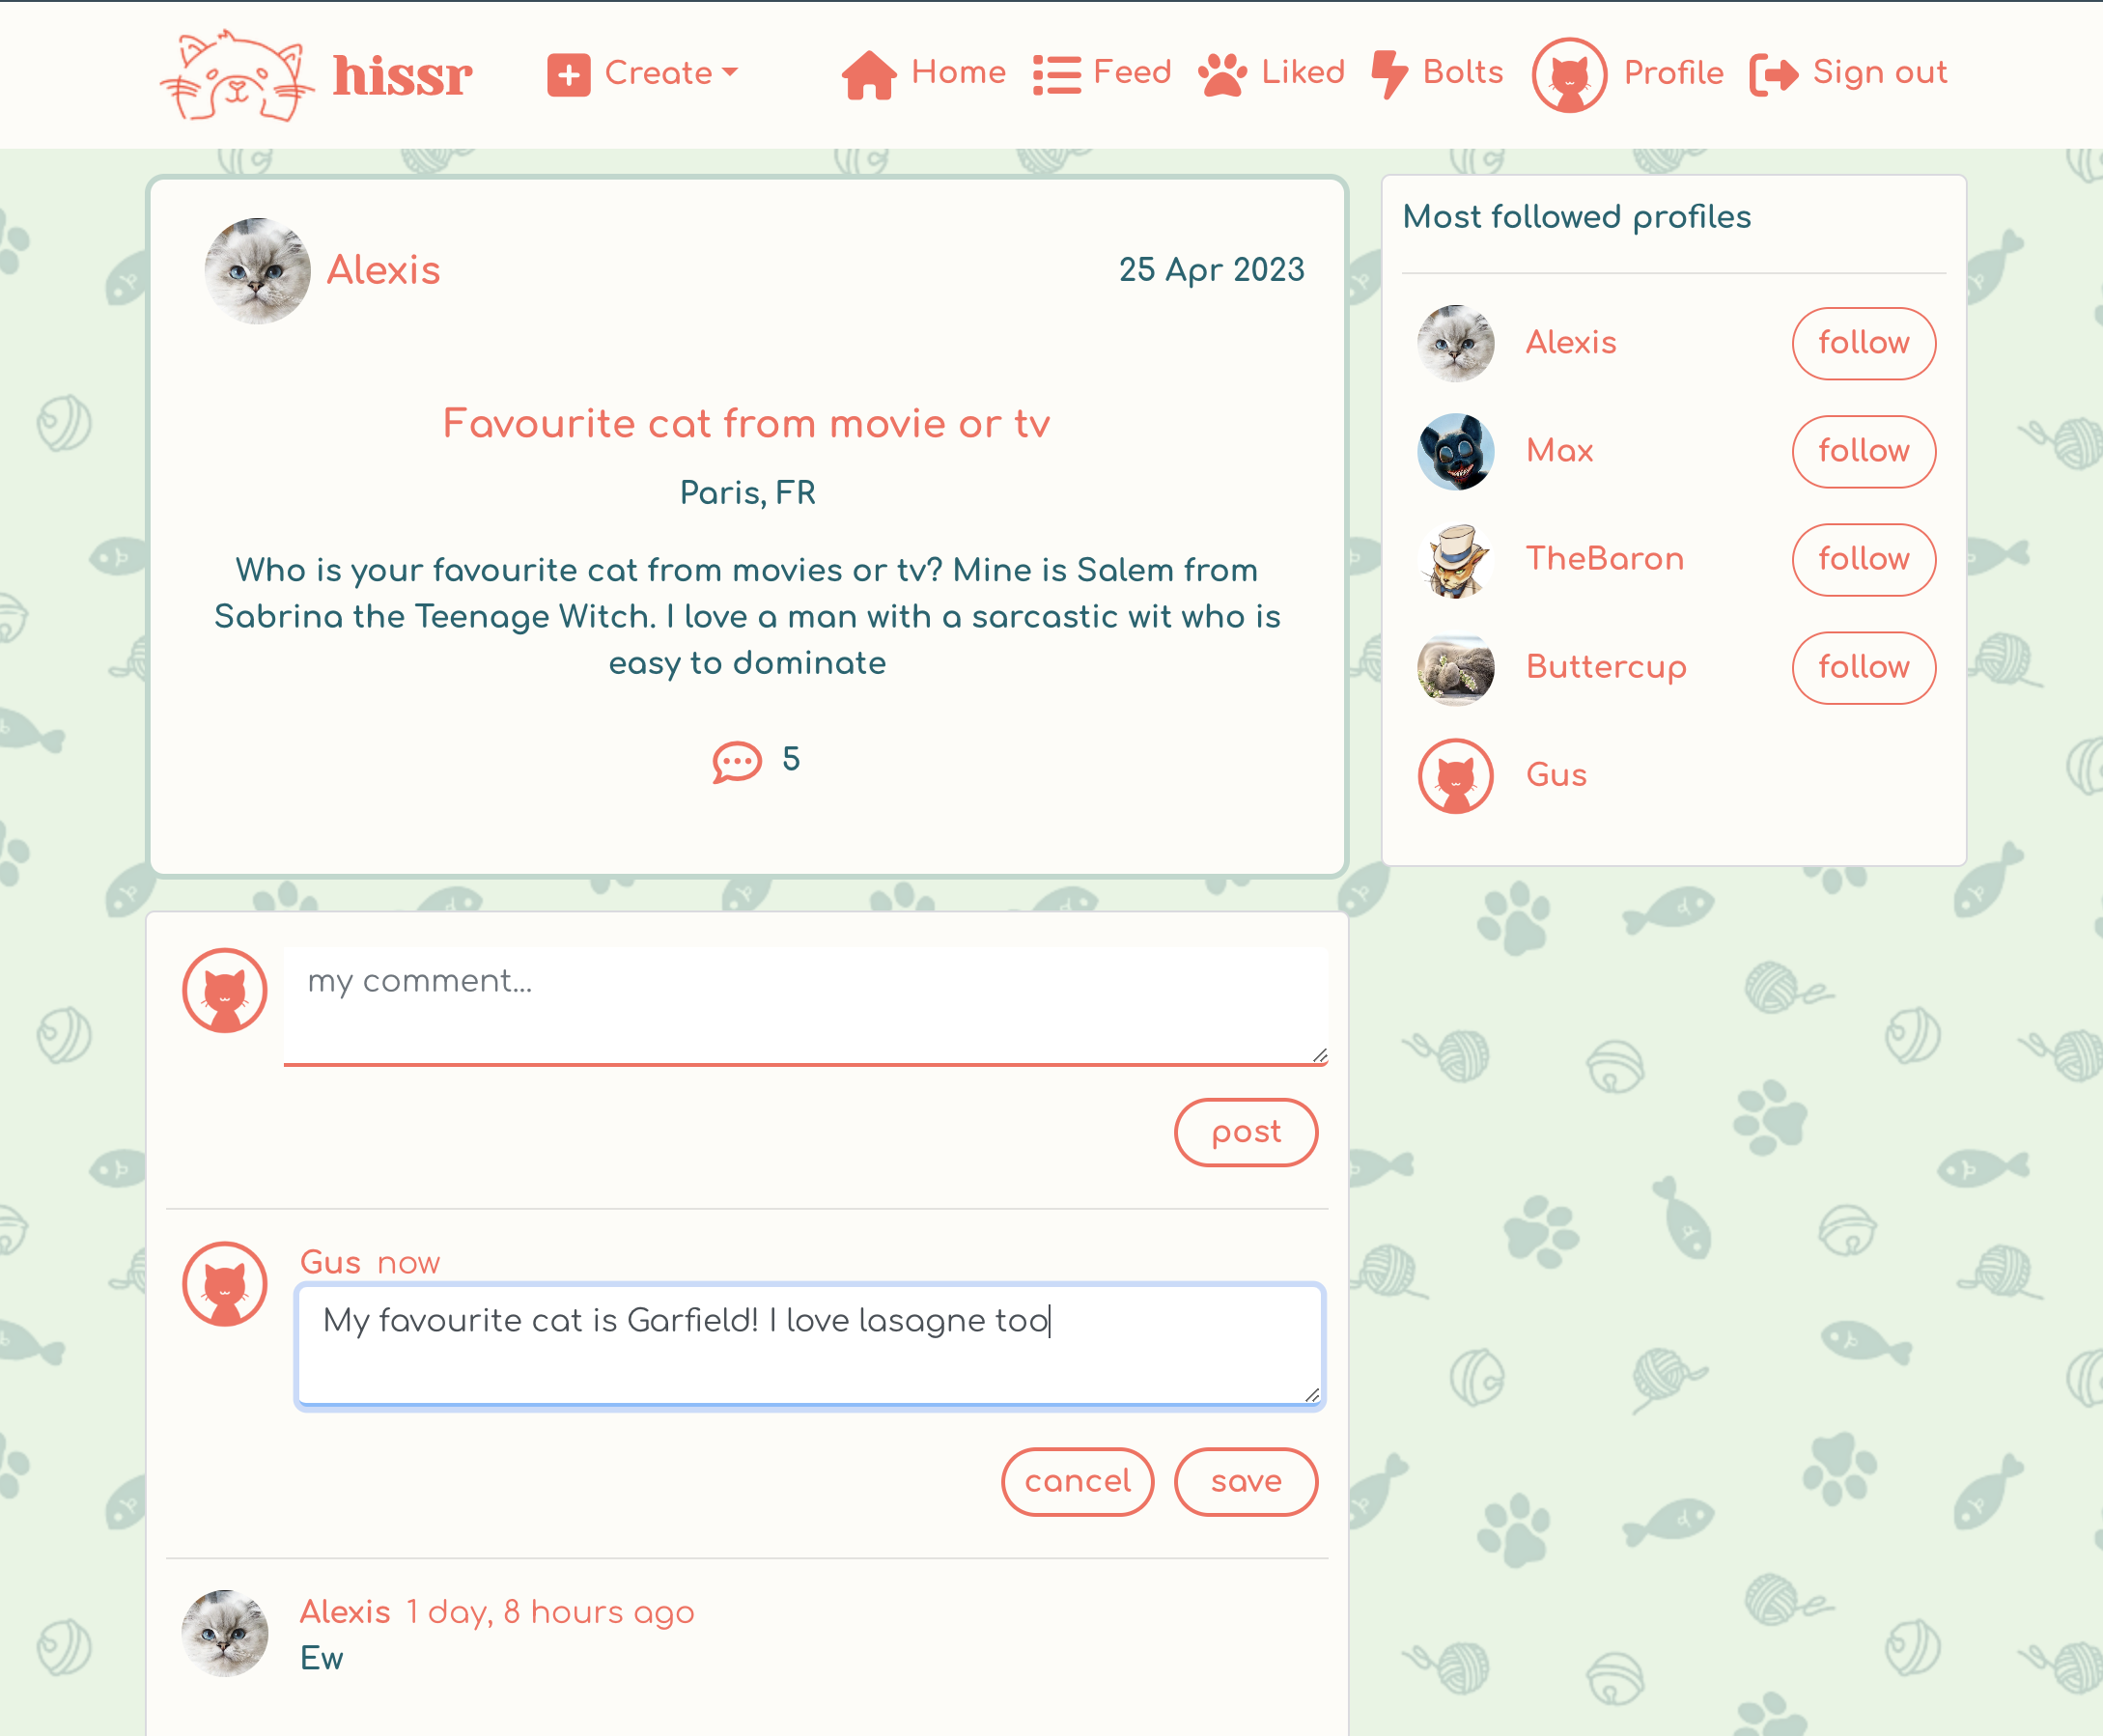 hissr
Create
Home
Feed
Liked
Bolts
Profile
Sign out
Alexis
25 Apr 2023
Favourite cat from movie or tv
Paris, FR
Who is your favourite cat from movies or tv? Mine is Salem from
Sabrina the Teenage Witch. I love a man with a sarcastic wit who is
easy to dominate
5
Most followed profiles
Alexis
follow
Max
follow
TheBaron
follow
Buttercup
follow
Gus
my comment...
post
Gus now
My favourite cat is Garfield! I love lasagne too
cancel
save
Alexis 1 day, 8 hours ago
Ew